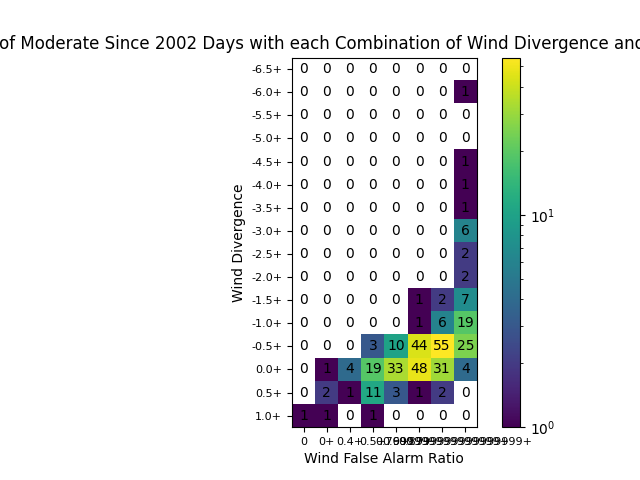 of Moderate Since 2002 Days with each Combination of Wind Divergence and
-6.5+ 0 0 0 0 0 0 0 0
-6.0+ 0 0 0 0 0 0 0 1
-5.5+ 0 0 0 0 0 0 0 0
-5.0+ 0 0 0 0 0 0 0 0
-4.5+ 0 0 0 0 0 0 0 1
-4.0+ 0 0 0 0 0 0 0 1
-3.5+ 0 0 0 0 0 0 0 1
-3.0+ 0 0 0 0 0 0 0 6
-2.5+ 0 0 0 0 0 0 0 2
-2.0+ 0 0 0 0 0 0 0 2
-1.5+ 0 0 0 0 0 1 2 7
-1.0+ 0 0 0 0 0 1 6 19
-0.5+ 0 0 0 3 10 44 55 25
0.0+ 0 1 4 19 33 48 31 4
0.5+ 0 2 1 11 3 1 2 0
1.0+ 1 1 0 1 0 0 0 0
0 0+ 0.4+
Wind False Alarm Ratio
Wind Divergence
10^1
10^0